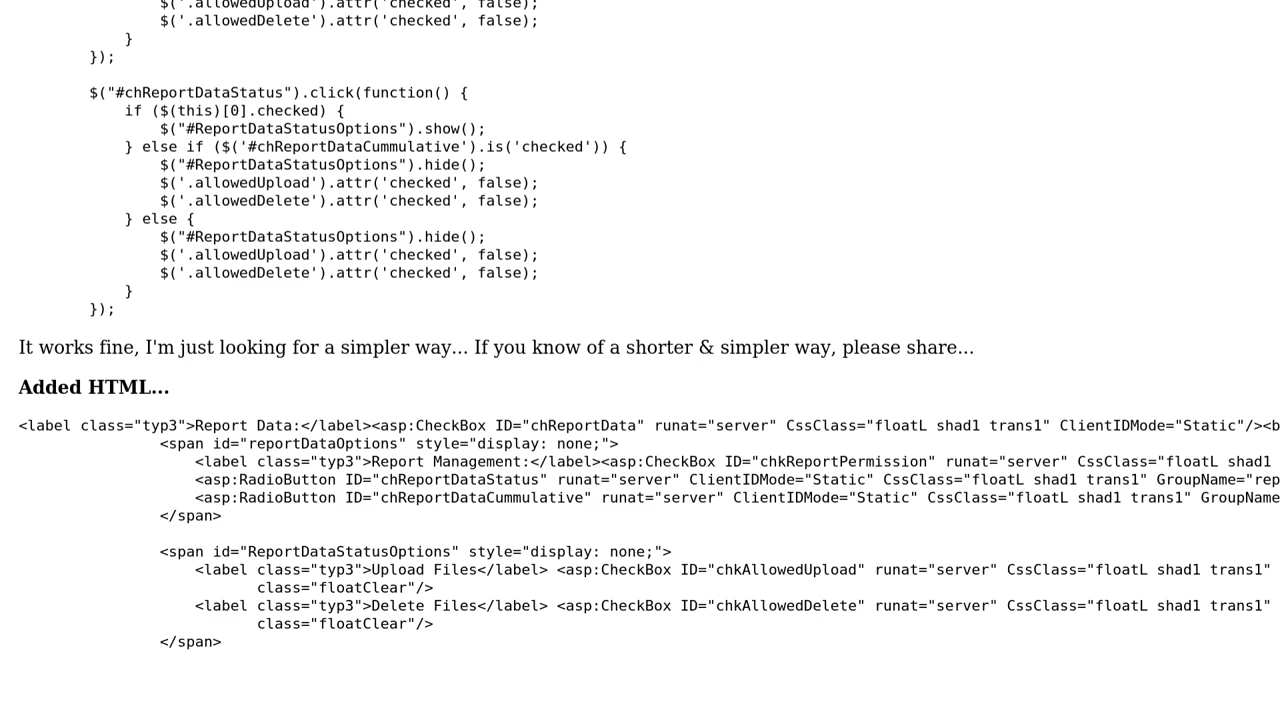 $('.allowedUpload').attr('checked', false);
$('.allowedDelete').attr('checked', false);
}
});
$("#chReportDataStatus").click(function() {
if ($(this)[0].checked) {
$("#ReportDataStatusOptions").show();
} else if ($('#chReportDataCummulative').is('checked')) {
$("#ReportDataStatusOptions").hide();
$('.allowedUpload').attr('checked', false);
$('.allowedDelete').attr('checked', false);
} else {
$("#ReportDataStatusOptions").hide();
$('.allowedUpload').attr('checked', false);
$('.allowedDelete').attr('checked', false);
}
});
It works fine, I'm just looking for a simpler way... If you know of a shorter & simpler way, please share...
Added HTML...
<label class="typ3">Report Data:</label><asp:CheckBox ID="chReportData" runat="server" CssClass="floatL shad1 trans1" ClientIDMode="Static"/><b
<span id="reportDataOptions" style="display: none;">
<label class="typ3">Report Management:</label><asp:CheckBox ID="chkReportPermission" runat="server" CssClass="floatL shad1
<asp:RadioButton ID="chReportDataStatus" runat="server" ClientIDMode="Static" CssClass="floatL shad1 trans1" GroupName="rep
<asp:RadioButton ID="chReportDataCummulative" runat="server" ClientIDMode="Static" CssClass="floatL shad1 trans1" GroupName
</span>
<span id="ReportDataStatusOptions" style="display: none;">
<label class="typ3">Upload Files</label> <asp:CheckBox ID="chkAllowedUpload" runat="server" CssClass="floatL shad1 trans1"
class="floatClear"/>
<label class="typ3">Delete Files</label> <asp:CheckBox ID="chkAllowedDelete" runat="server" CssClass="floatL shad1 trans1"
class="floatClear"/>
</span>